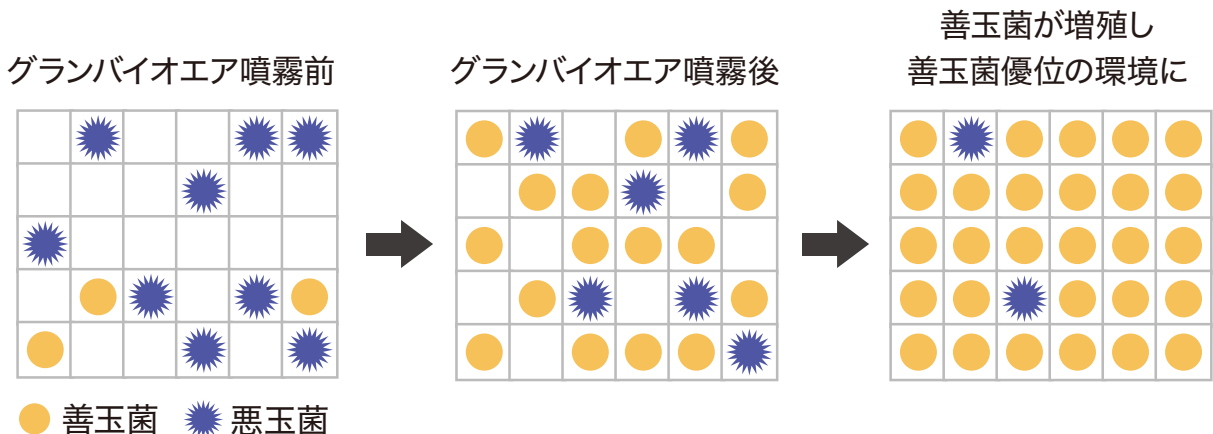 グランバイオエア噴霧前
グランバイオエア噴霧後
善玉菌が増殖し
善玉菌優位の環境に
善玉菌
悪玉菌